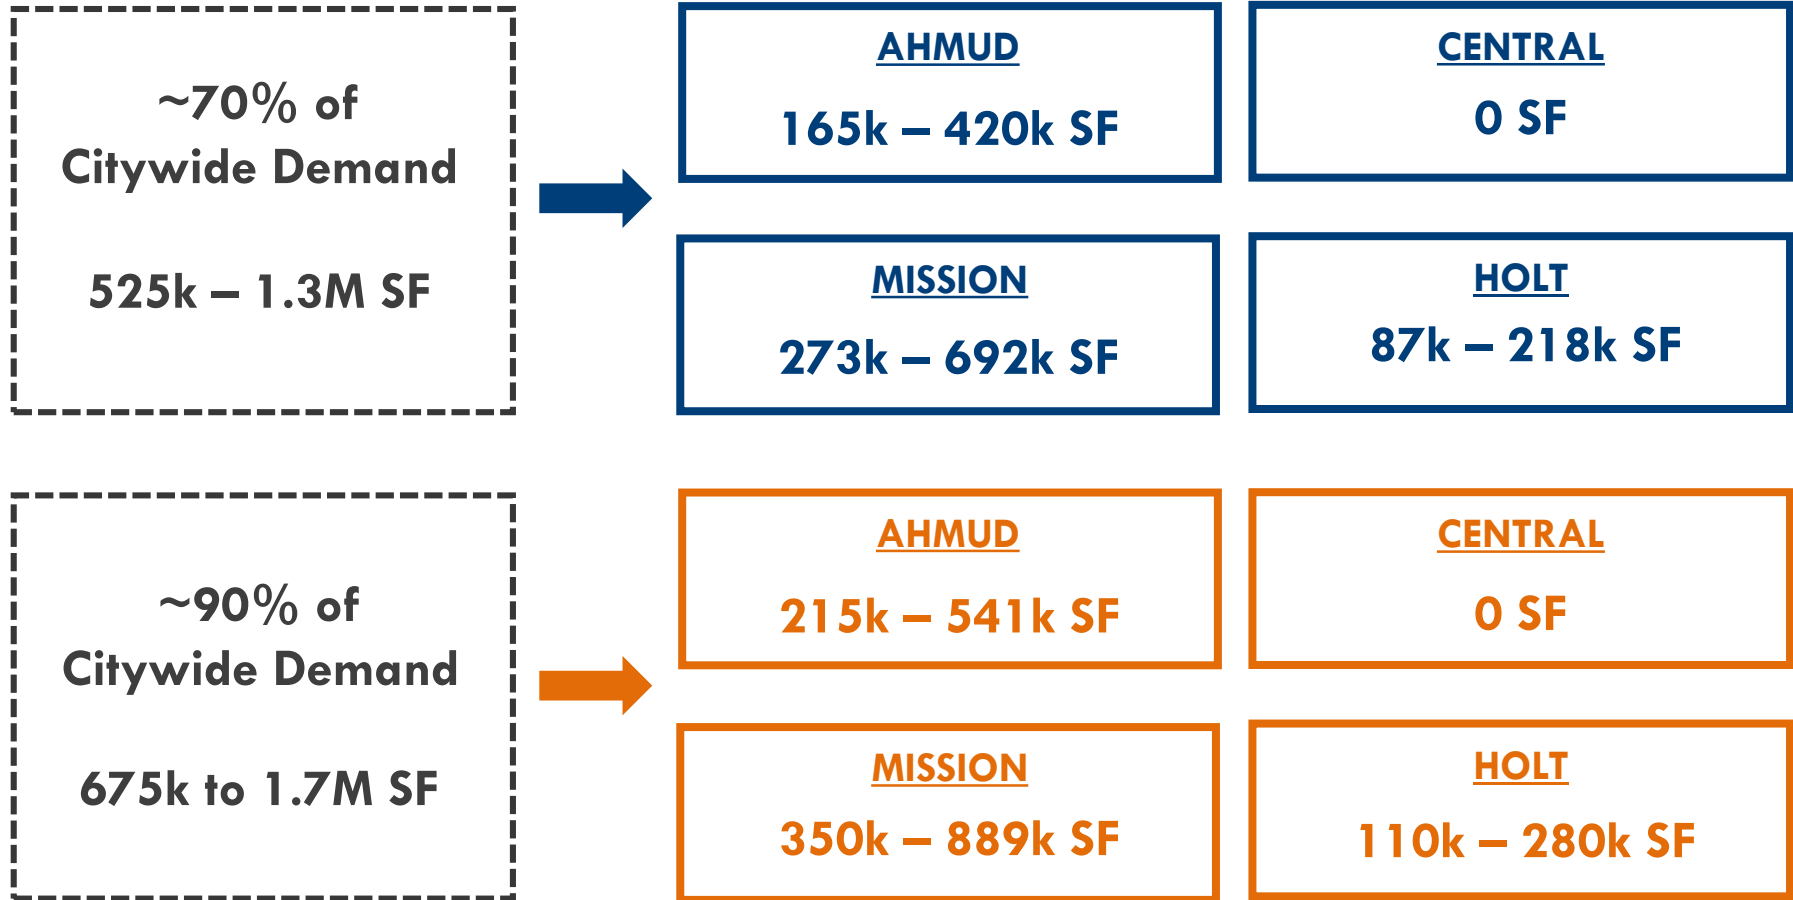 ~70% of
Citywide Demand
525k – 1.3M SF
AHMUD
165k – 420k SF
CENTRAL
0 SF
MISSION
273k – 692k SF
HOLT
87k – 218k SF
~90% of
Citywide Demand
675k to 1.7M SF
AHMUD
215k – 541k SF
CENTRAL
0 SF
MISSION
350k – 889k SF
HOLT
110k – 280k SF